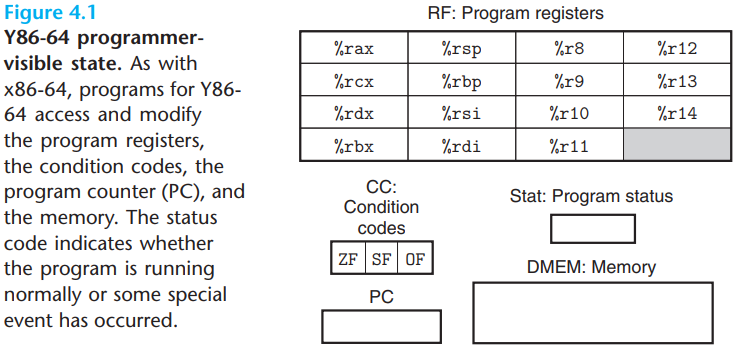 Figure 4.1
Y86-64 programmer-
visible state. As with
x86-64, programs for Y86-
64 access and modify
the program registers,
the condition codes, the
program counter (PC), and
the memory. The status
code indicates whether
the program is running
normally or some special
event has occurred.
RF: Program registers
%rax %rsp %r8 %r12
%rcx %rbp %r9 %r13
%rdx %rsi %r10 %r14
%rbx %rdi %r11
CC:
Condition
codes
ZF SF OF
Stat: Program status
DMEM: Memory
PC